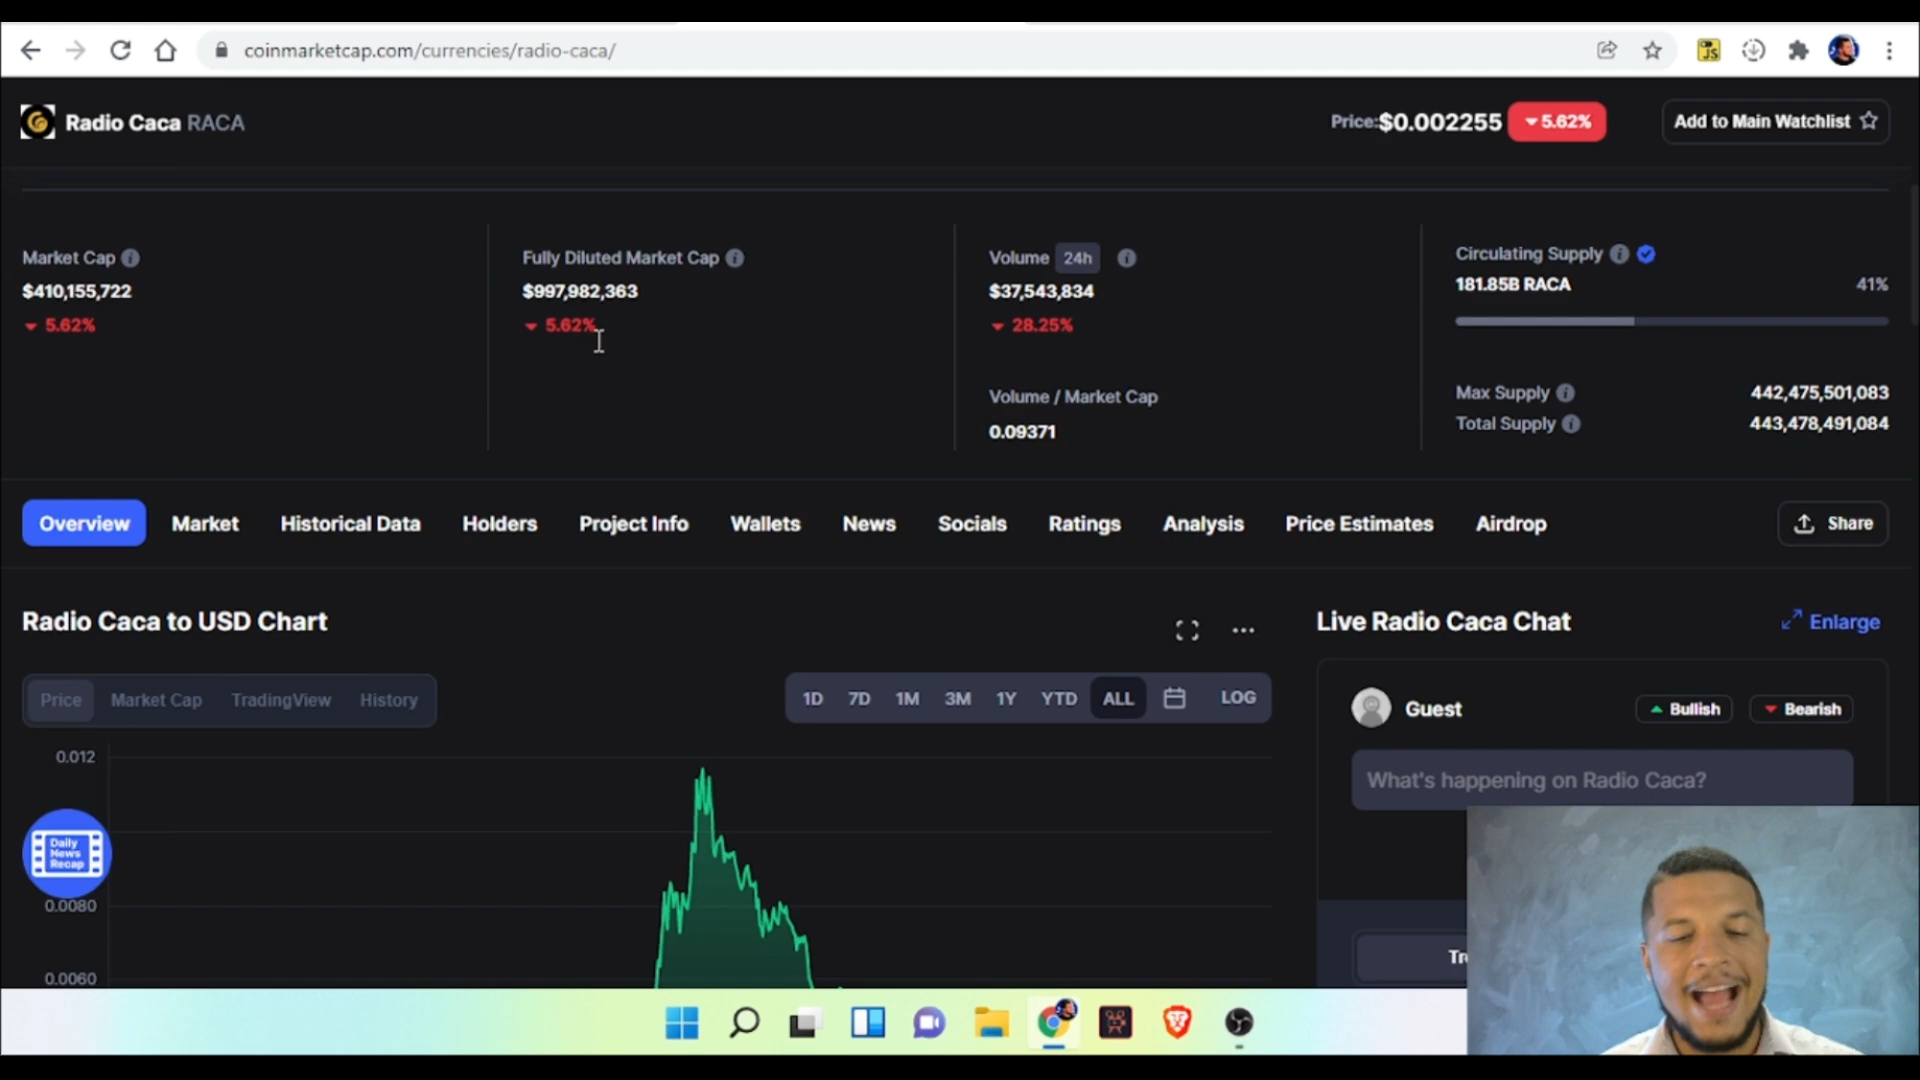 coinmarketcap.com/currencies/radio-caca/
JS
Radio Caca RACA
Price:$0.002255 5.62%
Add to Main Watchlist
Market Cap
$410,155,722
5.62%
Fully Diluted Market Cap
$997,982,363
5.62%
Volume 24h
$37,543,834
28.25%
Volume / Market Cap
0.09371
Circulating Supply
181.85B RACA 41%
Max Supply 442,475,501,083
Total Supply 443,478,491,084
Overview Market Historical Data Holders Project Info Wallets News Socials Ratings Analysis Price Estimates Airdrop Share
Radio Caca to USD Chart
Price Market Cap TradingView History
1D 7D 1M 3M 1Y YTD ALL LOG
0.012
0.0080
0.0060
Daily
News
Recap
Live Radio Caca Chat Enlarge
Guest Bullish Bearish
What's happening on Radio Caca?